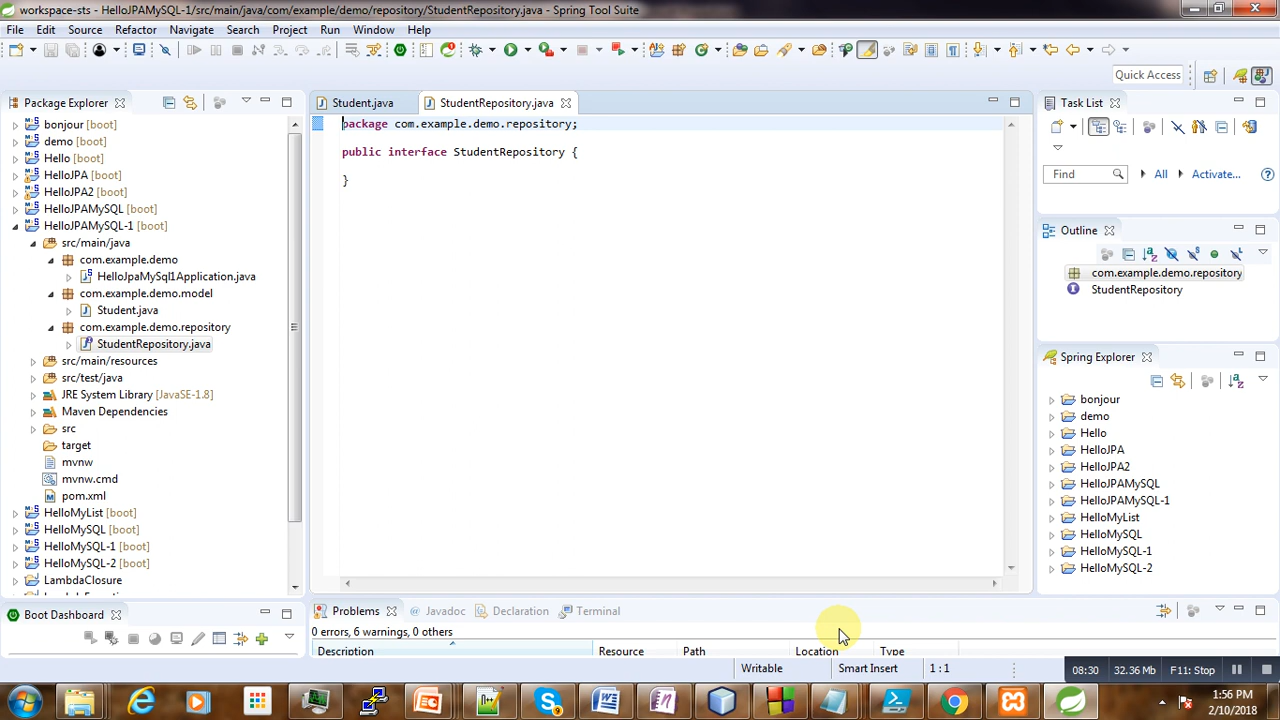 workspace-sts - HelloJPAMySQL-1/src/main/java/com/example/demo/repository/StudentRepository.java - Spring Tool Suite
File Edit Source Refactor Navigate Search Project Run Window Help
Quick Access
Package Explorer
bonjour [boot]
demo [boot]
Hello [boot]
HelloJPA [boot]
HelloJPA2 [boot]
HelloJPAMySQL [boot]
HelloJPAMySQL-1 [boot]
src/main/java
com.example.demo
HelloJpaMySql1Application.java
com.example.demo.model
Student.java
com.example.demo.repository
StudentRepository.java
src/main/resources
src/test/java
JRE System Library [JavaSE-1.8]
Maven Dependencies
src
target
mvnw
mvnw.cmd
pom.xml
HelloMyList [boot]
HelloMySQL [boot]
HelloMySQL-1 [boot]
HelloMySQL-2 [boot]
LambdaClosure
Boot Dashboard
Student.java StudentRepository.java
package com.example.demo.repository;
public interface StudentRepository {
}
Problems Javadoc Declaration Terminal
0 errors, 6 warnings, 0 others
Description Resource Path Location Type
Task List
Find All Activate...
Outline
com.example.demo.repository
StudentRepository
Spring Explorer
bonjour
demo
Hello
HelloJPA
HelloJPA2
HelloJPAMySQL
HelloJPAMySQL-1
HelloMyList
HelloMySQL
HelloMySQL-1
HelloMySQL-2
Writable Smart Insert 1 : 1
08:30 32.36 Mb F11: Stop
1:56 PM
2/10/2018